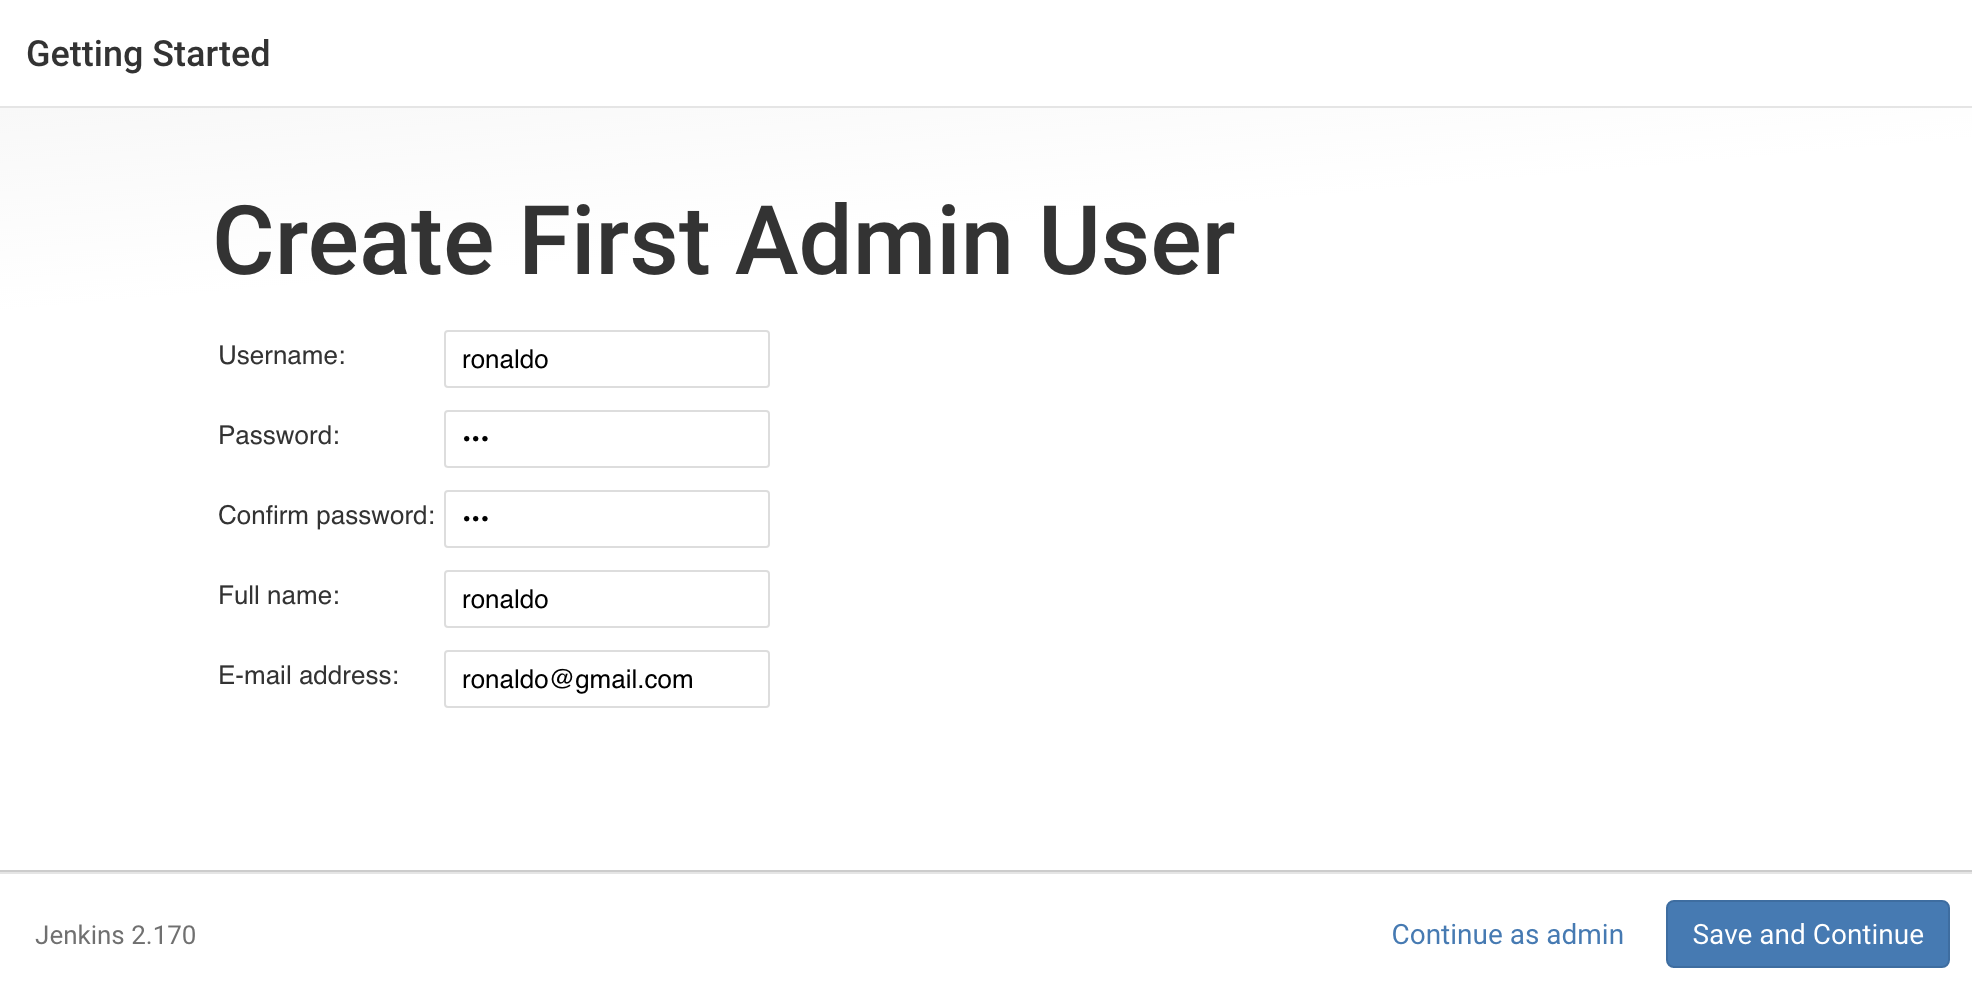 Getting Started
Create First Admin User
Username: ronaldo
Password: •••
Confirm password: •••
Full name: ronaldo
E-mail address: ronaldo@gmail.com
Jenkins 2.170 Continue as admin Save and Continue